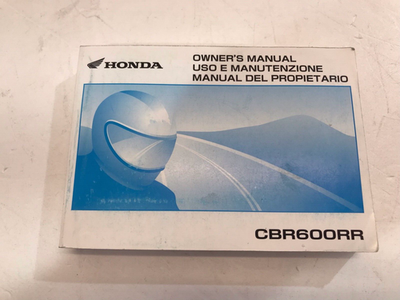 HONDA
OWNER'S MANUAL
USO E MANUTENZIONE
MANUAL DEL PROPIETARIO
CBR600RR